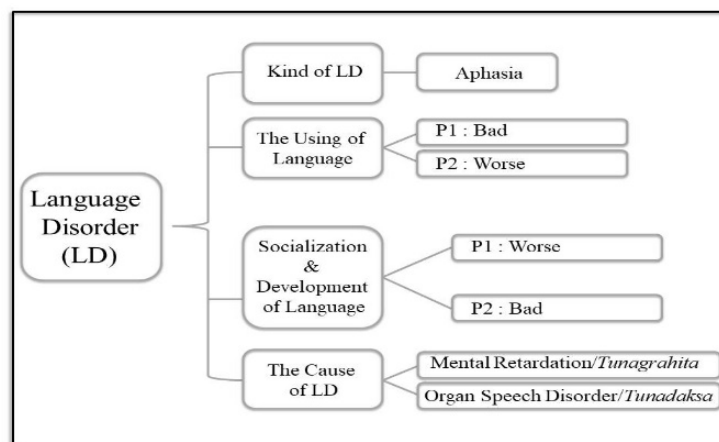 Language
Disorder
(LD)
Kind of LD
Aphasia
The Using of
Language
P1 : Bad
P2 : Worse
Socialization
&
Development
of Language
P1 : Worse
P2 : Bad
The Cause
of LD
Mental Retardation/Tunagrahita
Organ Speech Disorder/Tunadaksa